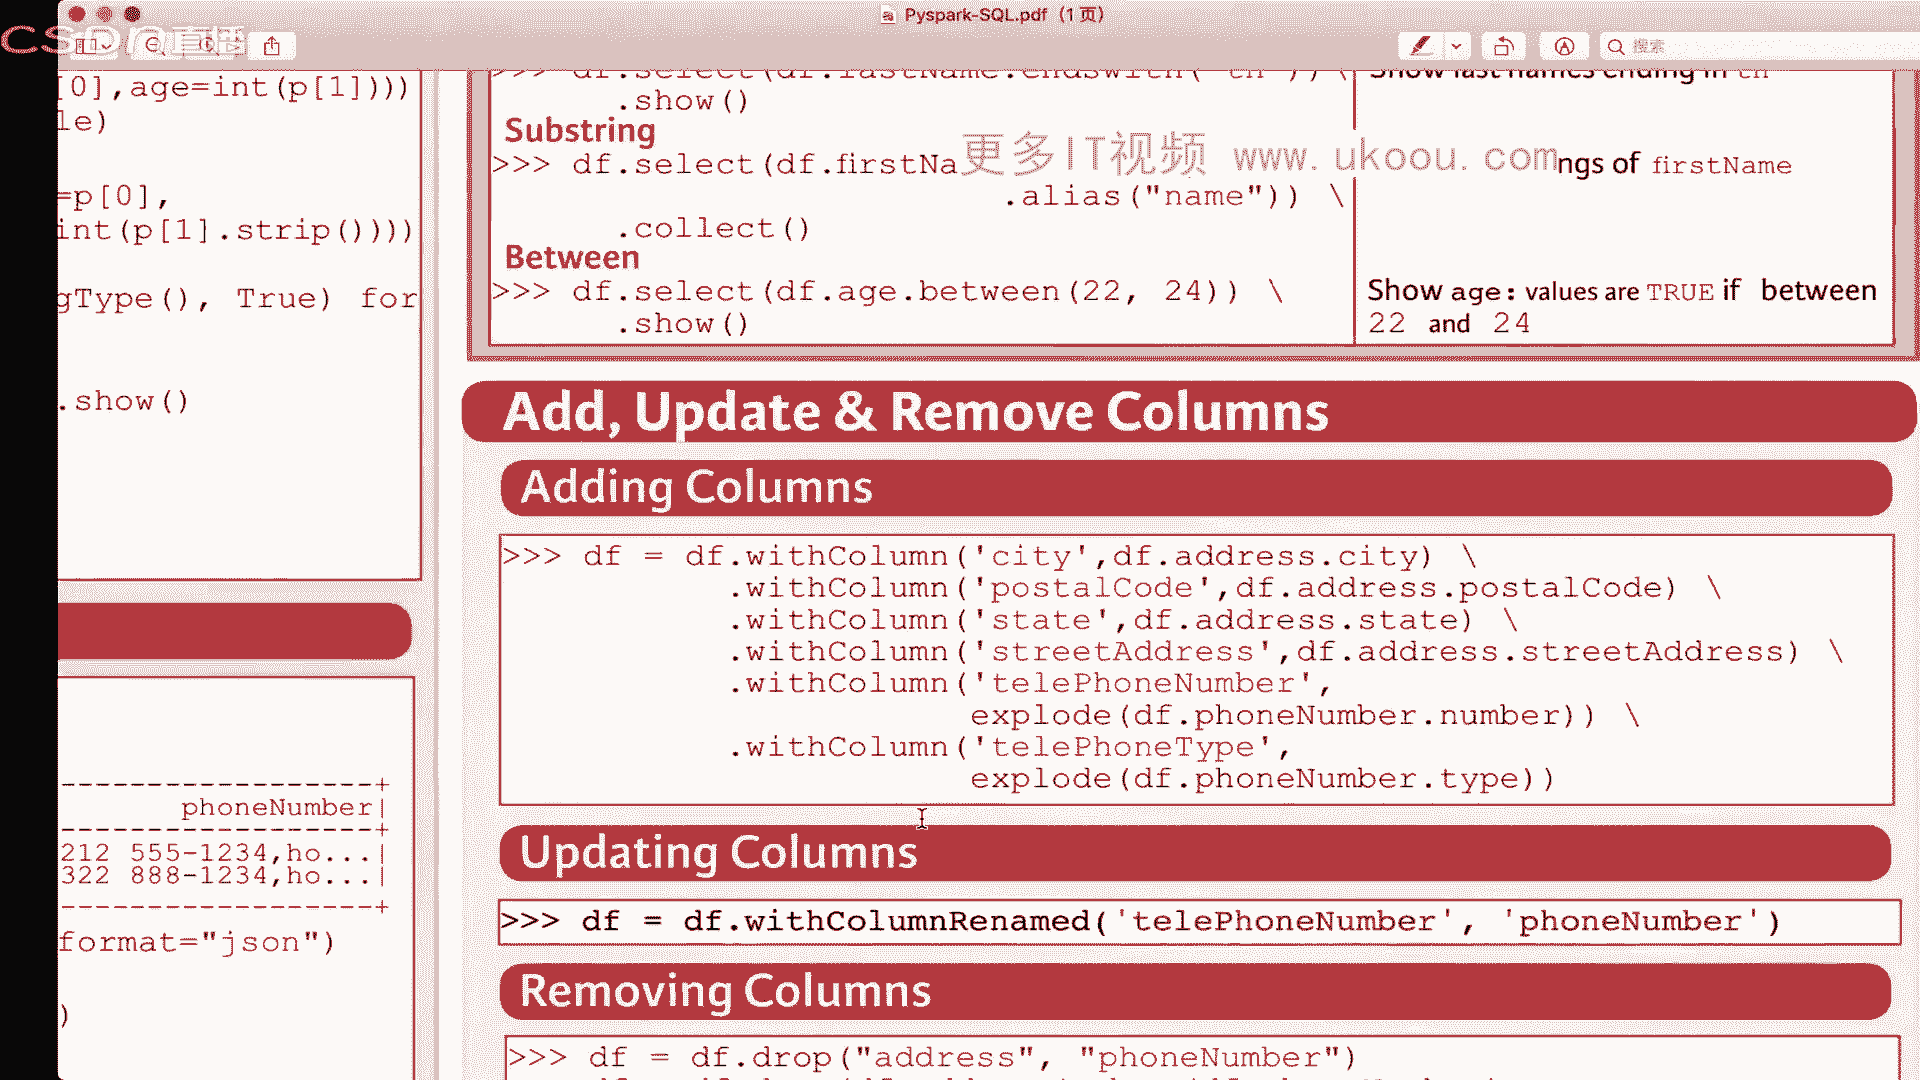 Pyspark-SQL.pdf (1 页)
CSDN直播
搜索
[0],age=int(p[1])))
le)
=p[0],
int(p[1].strip())))
gType(), True) for
.show()
phoneNumber|
212 555-1234,ho...|
322 888-1234,ho...|
format="json")
)
>>> df.select(df.lastName.endswith("th")) \
.show()
Show last names ending in th
Substring
>>> df.select(df.firstNa
更多IT视频 www.ukoou.com
ngs of firstName
.alias("name")) \
.collect()
Between
>>> df.select(df.age.between(22, 24)) \
.show()
Show age: values are TRUE if between
22 and 24
Add, Update & Remove Columns
Adding Columns
>>> df = df.withColumn('city',df.address.city) \
.withColumn('postalCode',df.address.postalCode) \
.withColumn('state',df.address.state) \
.withColumn('streetAddress',df.address.streetAddress) \
.withColumn('telePhoneNumber',
explode(df.phoneNumber.number)) \
.withColumn('telePhoneType',
explode(df.phoneNumber.type))
Updating Columns
>>> df = df.withColumnRenamed('telePhoneNumber', 'phoneNumber')
Removing Columns
>>> df = df.drop("address", "phoneNumber")